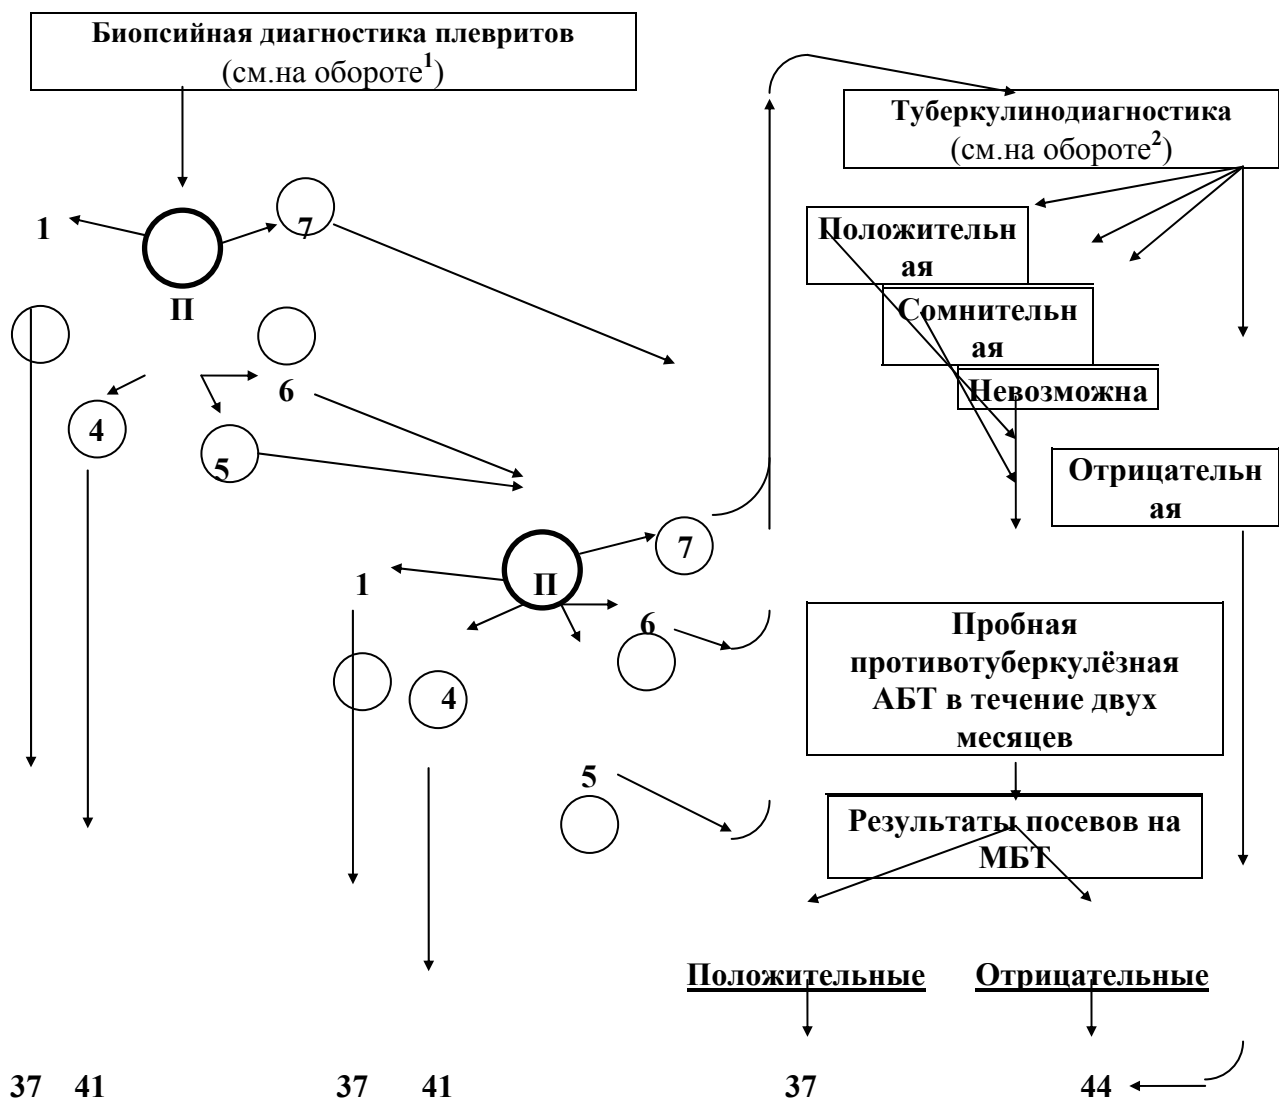 Биопсийная диагностика плевритов
(см.на обороте1)
Туберкулинодиагностика
(см.на обороте2)
1
7
П
Положительн
ая
Сомнительн
ая
Невозможна
6
4
5
Отрицательн
ая
7
1
П
6
4
5
Пробная
противотуберкулёзная
АБТ в течение двух
месяцев
Результаты посевов на
МБТ
Положительные
Отрицательные
37
41
37
41
37
44